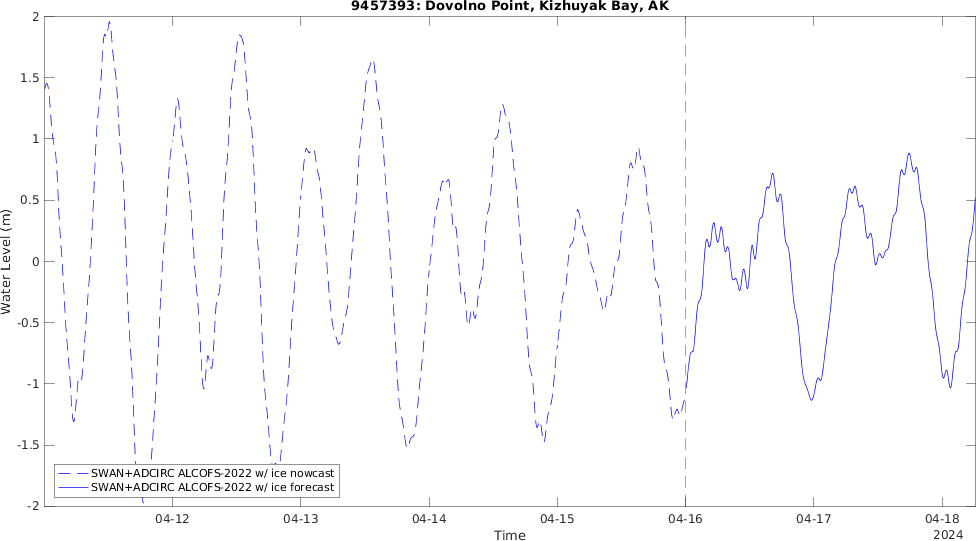 9457393: Dovolno Point, Kizhuyak Bay, AK
2
1.5
1
0.5
0
-0.5
-1
-1.5
-2
Water Level (m)
SWAN+ADCIRC ALCOFS-2022 w/ ice nowcast
SWAN+ADCIRC ALCOFS-2022 w/ ice forecast
04-12 04-13 04-14 04-15 04-16 04-17 04-18
Time
2024